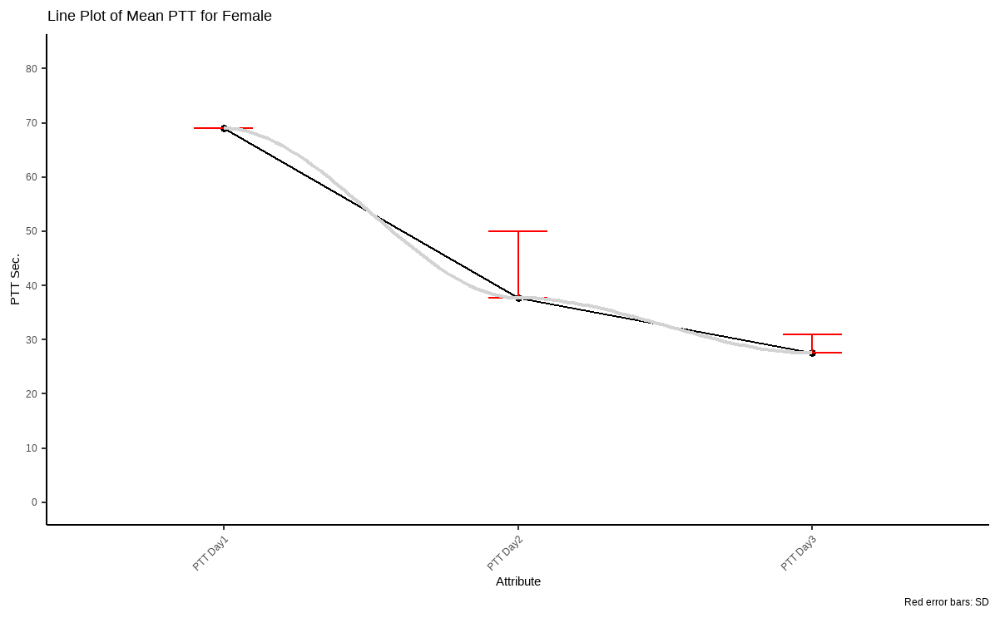 Line Plot of Mean PTT for Female
PTT Sec.
80
70
60
50
40
30
20
10
0
PTT Day1
PTT Day2
PTT Day3
Attribute
Red error bars: SD